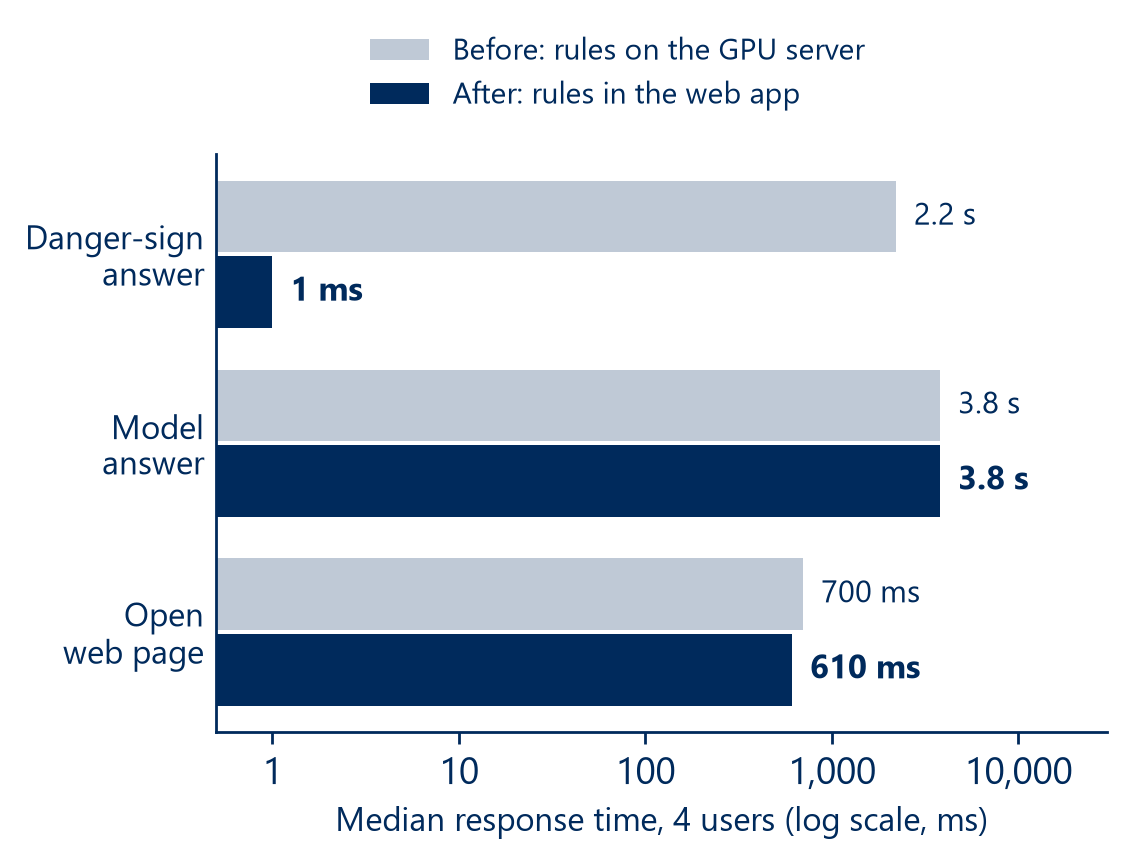 Before: rules on the GPU server
After: rules in the web app
Danger-sign
answer
2.2 s
1 ms
Model
answer
3.8 s
3.8 s
Open
web page
700 ms
610 ms
1 10 100 1,000 10,000
Median response time, 4 users (log scale, ms)